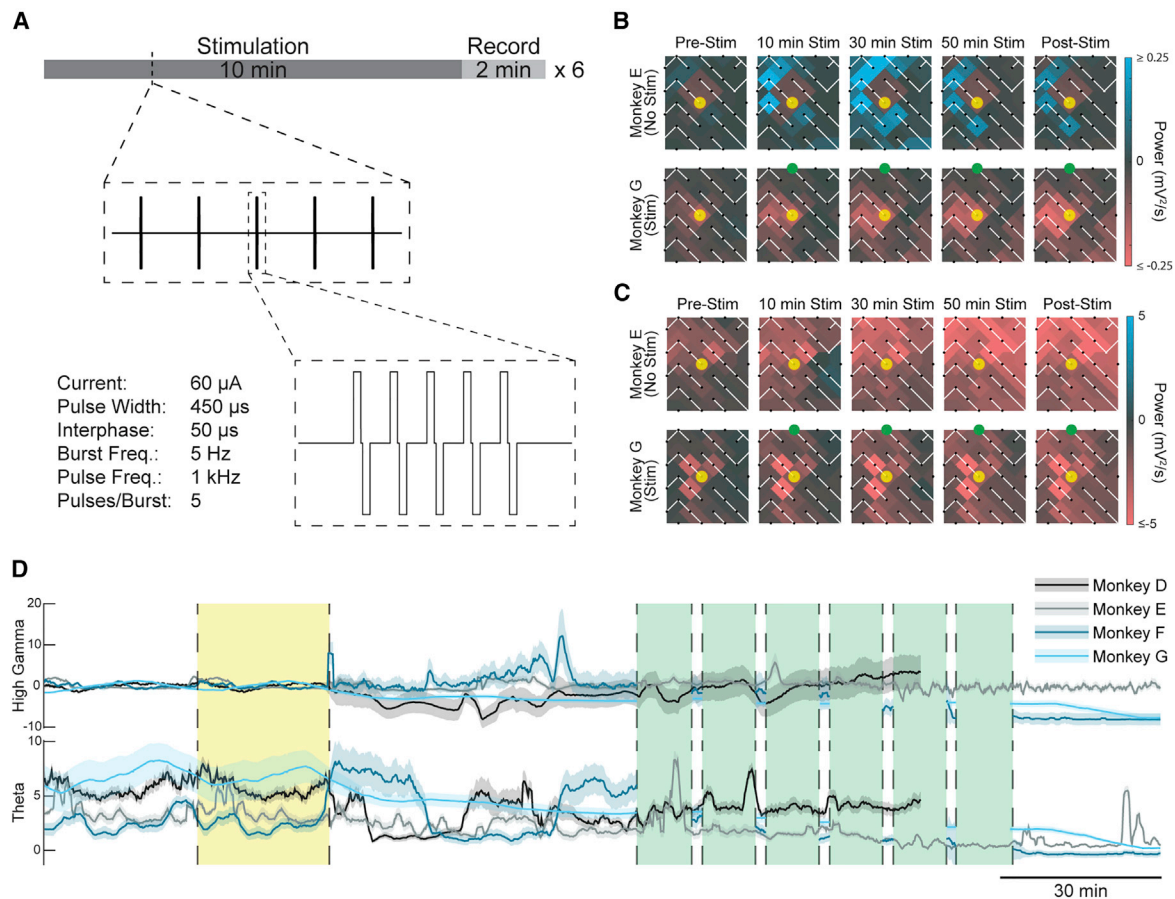 A
Stimulation
Record
10 min
2 min
x 6
Current: 60 µA
Pulse Width: 450 µs
Interphase: 50 µs
Burst Freq.: 5 Hz
Pulse Freq.: 1 kHz
Pulses/Burst: 5
B
Pre-Stim
10 min Stim
30 min Stim
50 min Stim
Post-Stim
Monkey E
(No Stim)
Monkey G
(Stim)
≥ 0.25
0
≤ -0.25
Power (mV²/s)
C
Pre-Stim
10 min Stim
30 min Stim
50 min Stim
Post-Stim
Monkey E
(No Stim)
Monkey G
(Stim)
5
0
≤-5
Power (mV²/s)
D
Monkey D
Monkey E
Monkey F
Monkey G
High Gamma
20
10
0
-10
Theta
10
5
0
30 min